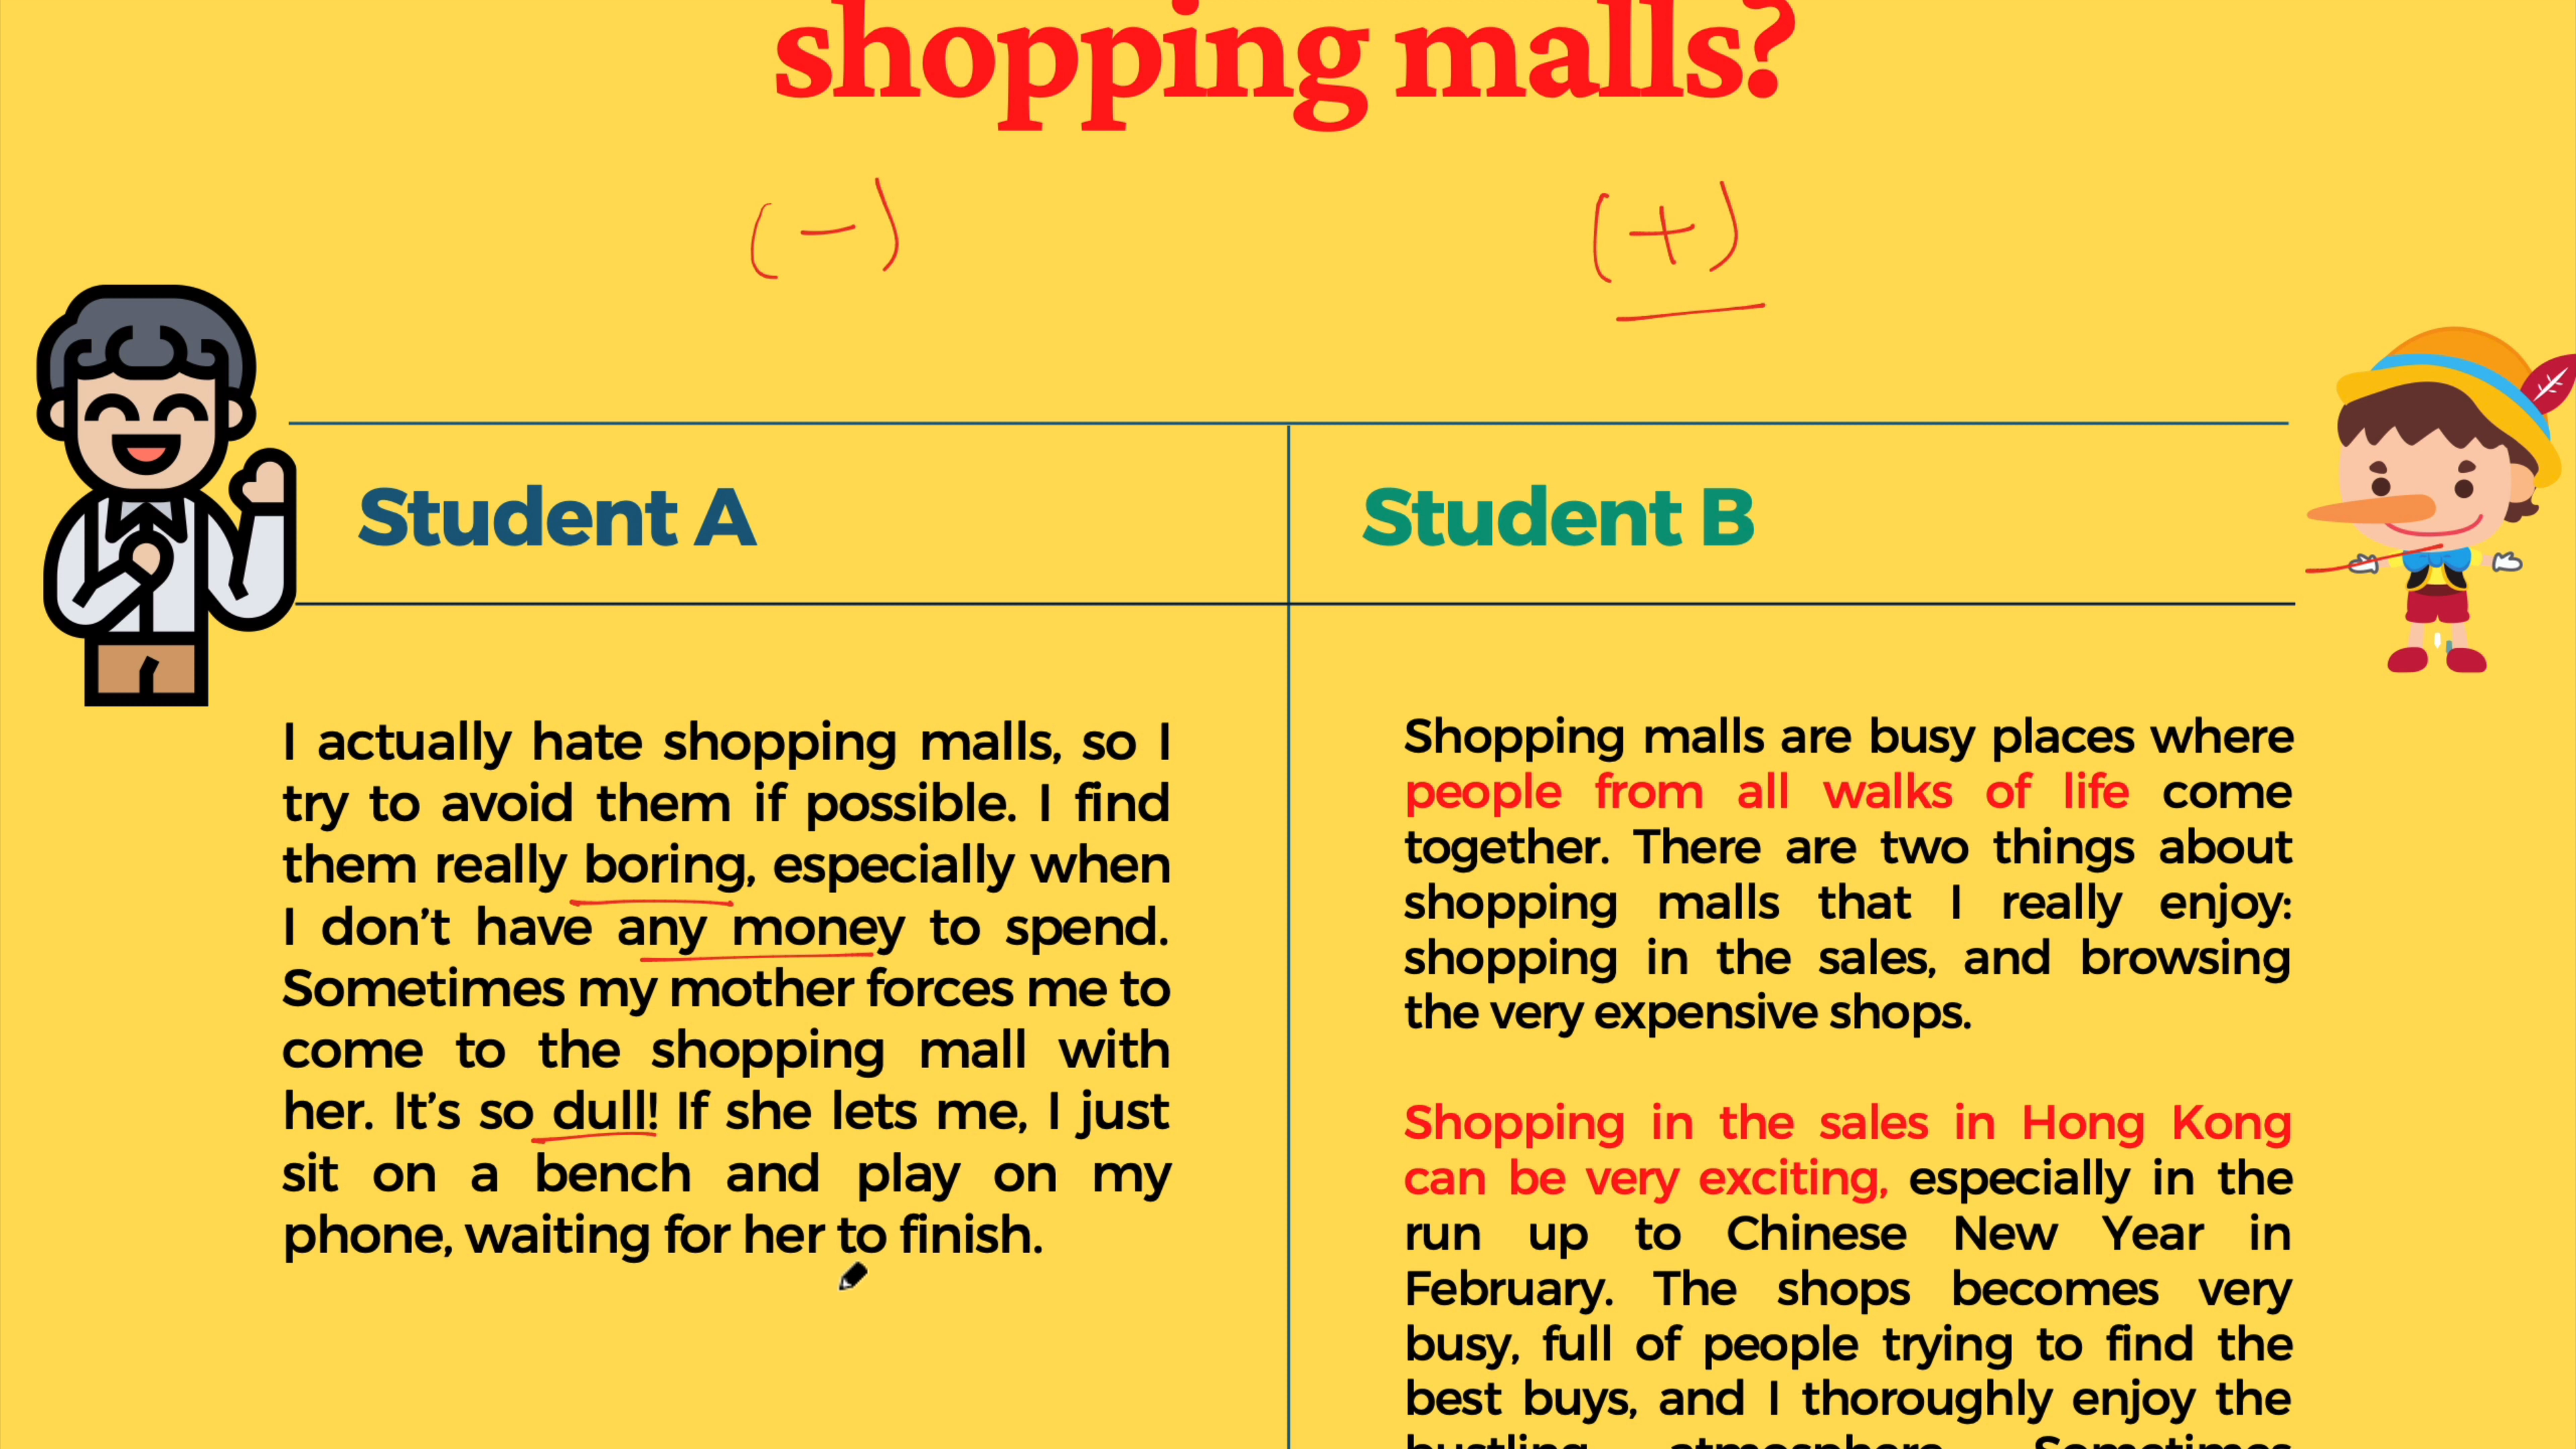 shopping malls?
(-)
(+)
Student A
I actually hate shopping malls, so I
try to avoid them if possible. I find
them really boring, especially when
I don't have any money to spend.
Sometimes my mother forces me to
come to the shopping mall with
her. It's so dull! If she lets me, I just
sit on a bench and play on my
phone, waiting for her to finish.
Student B
Shopping malls are busy places where
people from all walks of life come
together. There are two things about
shopping malls that I really enjoy:
shopping in the sales, and browsing
the very expensive shops.
Shopping in the sales in Hong Kong
can be very exciting, especially in the
run up to Chinese New Year in
February. The shops becomes very
busy, full of people trying to find the
best buys, and I thoroughly enjoy the
bustling atmosphere. Sometimes